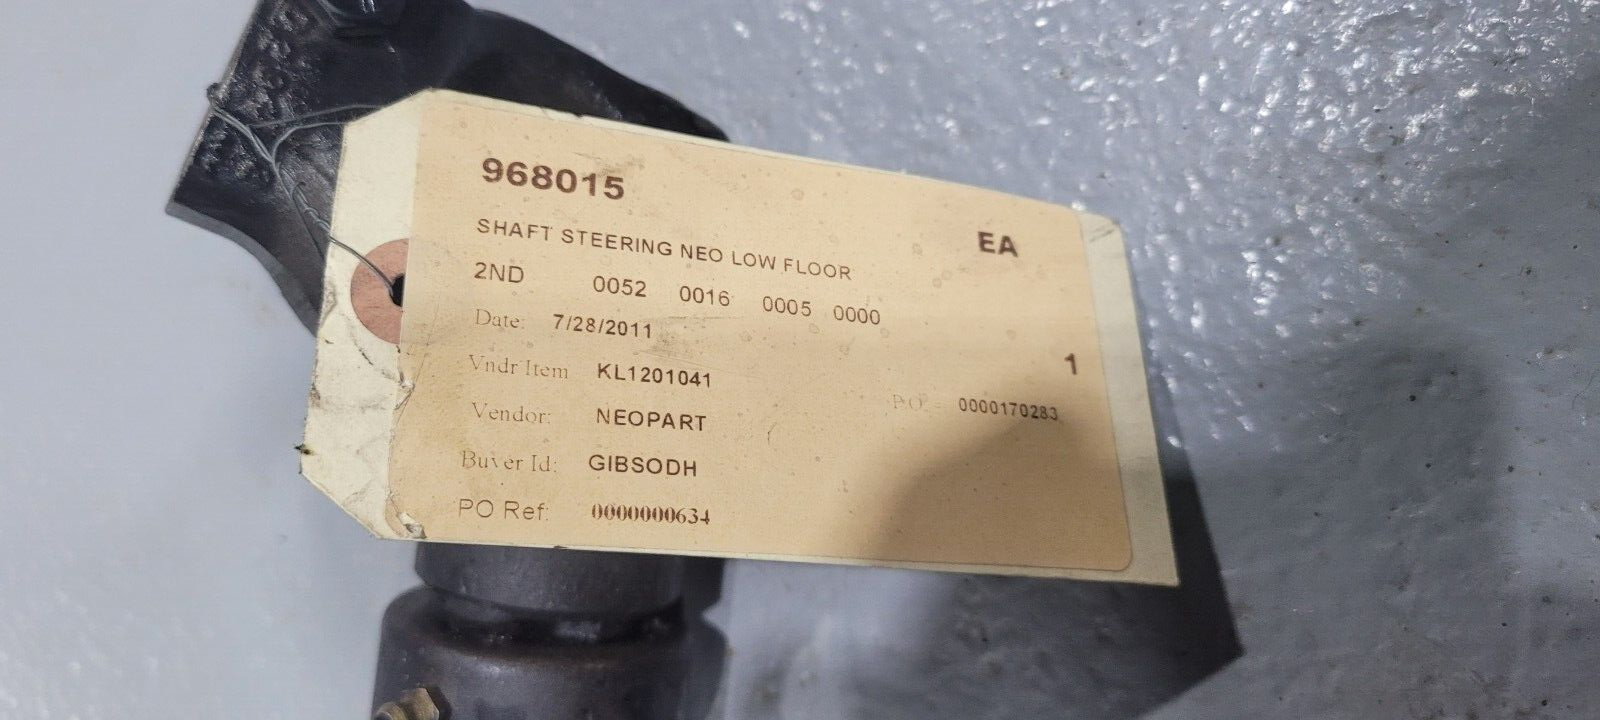 968015
EA
SHAFT STEERING NEO LOW FLOOR
2ND 0052 0016 0005 0000
Date: 7/28/2011
1
Vndr Item KL1201041
P.O. 0000170283
Vendor: NEOPART
Buyer Id: GIBSODH
PO Ref: 0000000634